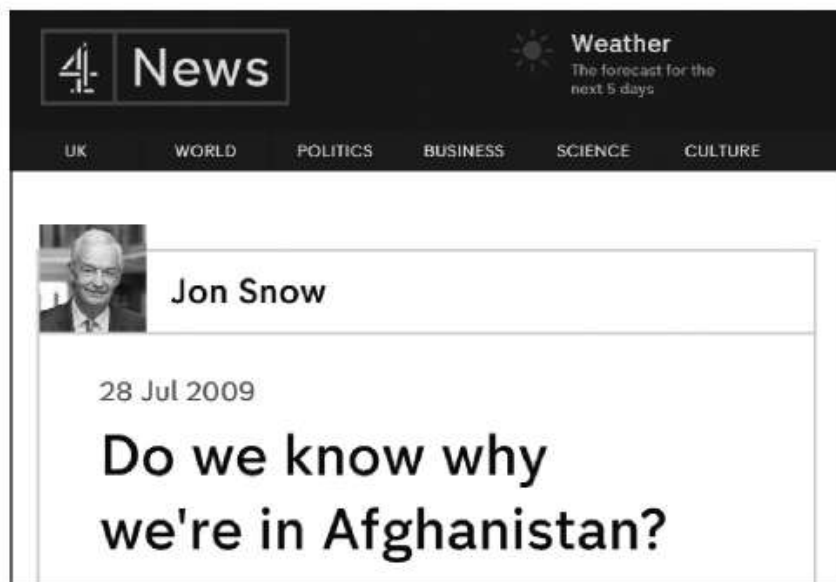 4 News
Weather
The forecast for the
next 5 days
UK WORLD POLITICS BUSINESS SCIENCE CULTURE
Jon Snow
28 Jul 2009
Do we know why
we're in Afghanistan?